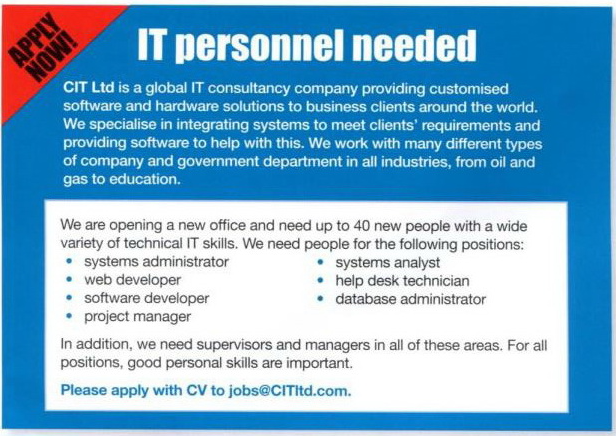 APPLY
NOW!
IT personnel needed
CIT Ltd is a global IT consultancy company providing customised
software and hardware solutions to business clients around the world.
We specialise in integrating systems to meet clients' requirements and
providing software to help with this. We work with many different types
of company and government department in all industries, from oil and
gas to education.
We are opening a new office and need up to 40 new people with a wide
variety of technical IT skills. We need people for the following positions:
• systems administrator
• web developer
• software developer
• project manager
• systems analyst
• help desk technician
• database administrator
In addition, we need supervisors and managers in all of these areas. For all
positions, good personal skills are important.
Please apply with CV to jobs@CITltd.com.